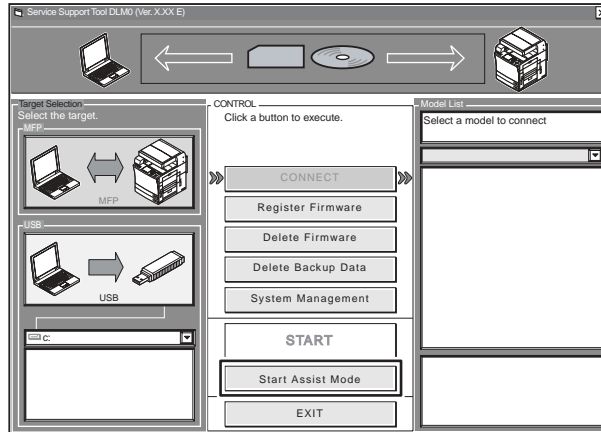 Service Support Tool DLM0 (Ver. X.XX E)
Target Selection
Select the target.
MFP
MFP
USB
USB
C:
CONTROL
Click a button to execute.
CONNECT
Register Firmware
Delete Firmware
Delete Backup Data
System Management
START
Start Assist Mode
EXIT
Model List
Select a model to connect